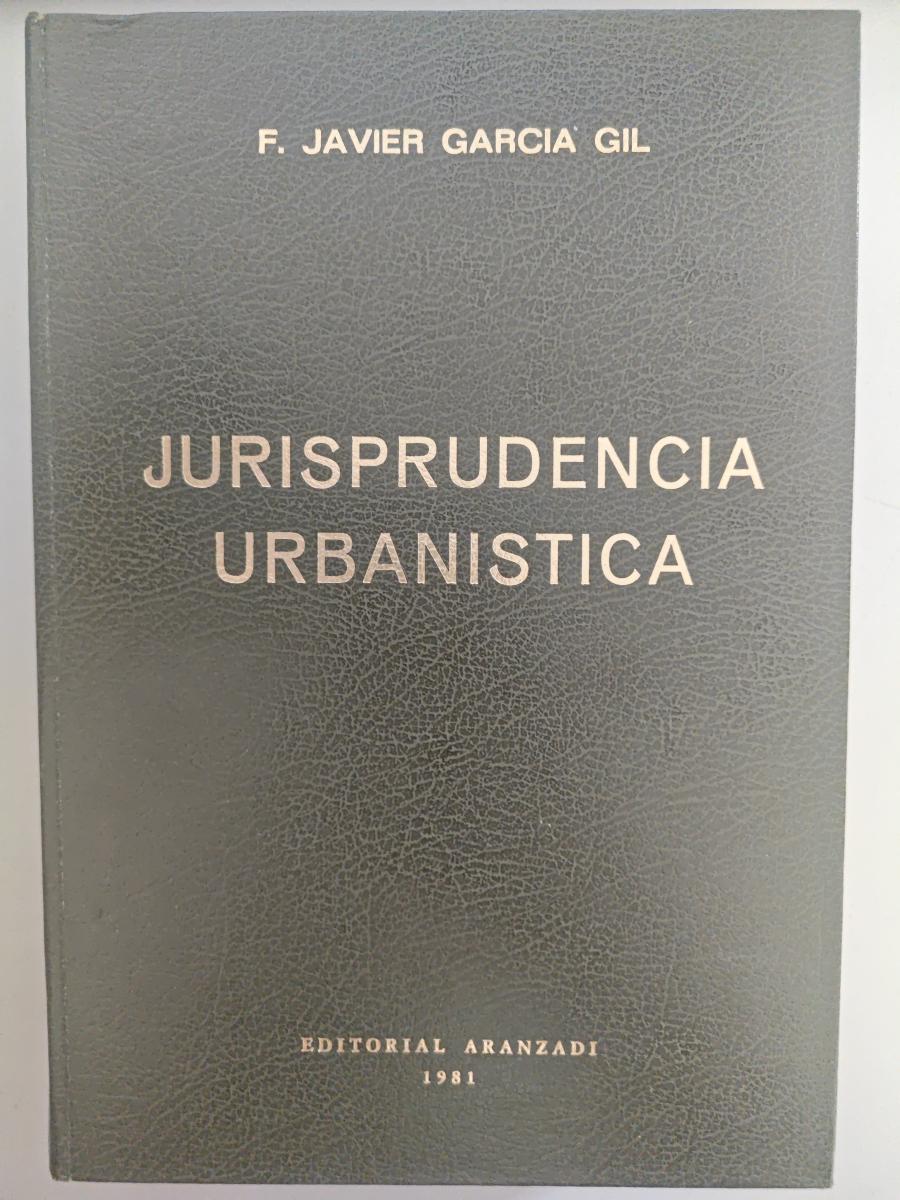 F. JAVIER GARCIA GIL
JURISPRUDENCIA
URBANISTICA
EDITORIAL ARANZADI
1981